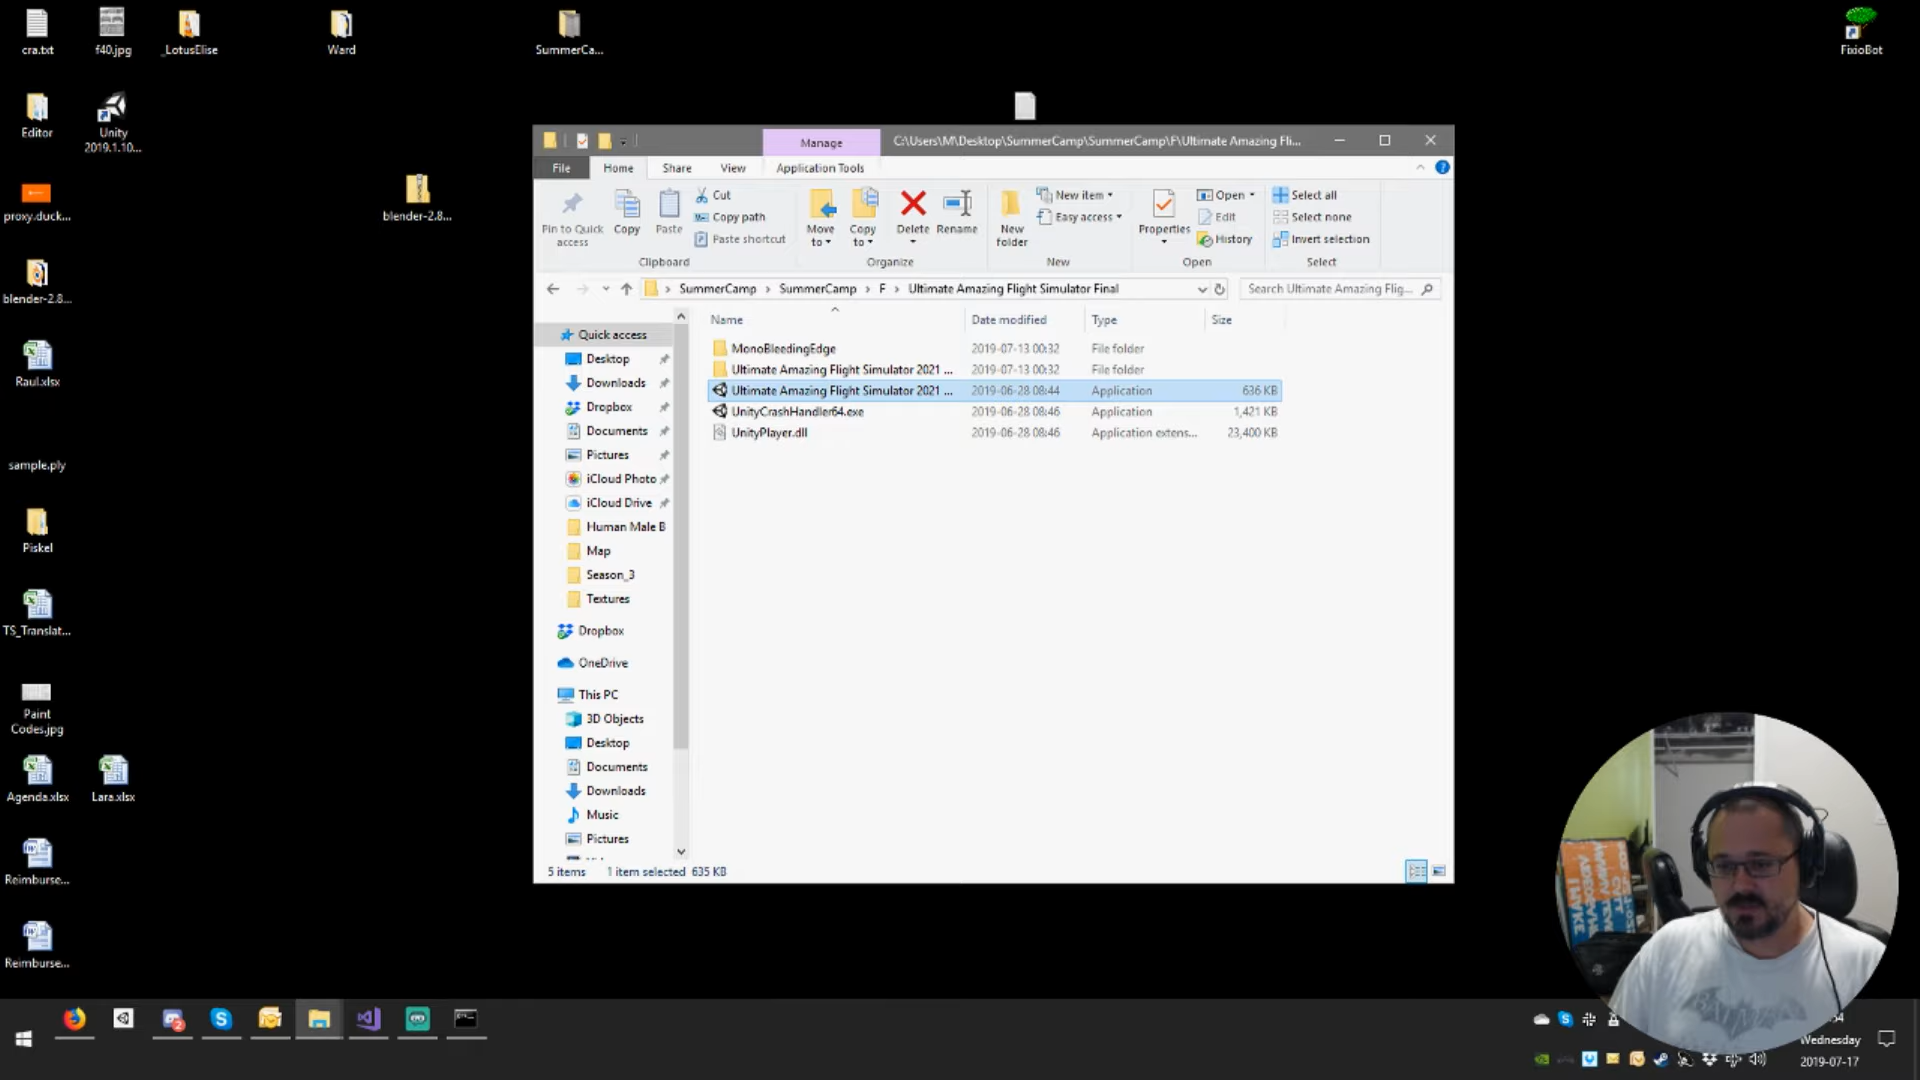 cra.txt
f40.jpg
_LotusElise
Ward
SummerCa...
FixioBot
Editor
Unity
2019.1.10...
proxy.duck...
blender-2.8...
blender-2.8...
Raul.xlsx
sample.ply
Piskel
TS_Translat...
Paint
Codes.jpg
Agenda.xlsx
Lara.xlsx
Reimburse...
Reimburse...
Manage
C:\Users\M\Desktop\SummerCamp\SummerCamp\F\Ultimate Amazing Fli...
File
Home
Share
View
Application Tools
Pin to Quick
access
Copy
Paste
Cut
Copy path
Paste shortcut
Clipboard
Move
to
Copy
to
Delete
Rename
Organize
New
folder
New item
Easy access
New
Properties
Open
Edit
History
Open
Select all
Select none
Invert selection
Select
SummerCamp
SummerCamp
F
Ultimate Amazing Flight Simulator Final
Search Ultimate Amazing Flig...
Name
Date modified
Type
Size
MonoBleedingEdge 2019-07-13 00:32 File folder
Ultimate Amazing Flight Simulator 2021 ... 2019-07-13 00:32 File folder
Ultimate Amazing Flight Simulator 2021 ... 2019-06-28 08:44 Application 636 KB
UnityCrashHandler64.exe 2019-06-28 08:46 Application 1,421 KB
UnityPlayer.dll 2019-06-28 08:46 Application extens... 23,400 KB
Quick access
Desktop
Downloads
Dropbox
Documents
Pictures
iCloud Photo
iCloud Drive
Human Male B
Map
Season_3
Textures
Dropbox
OneDrive
This PC
3D Objects
Desktop
Documents
Downloads
Music
Pictures
5 items
1 item selected 635 KB
2
Wednesday
2019-07-17